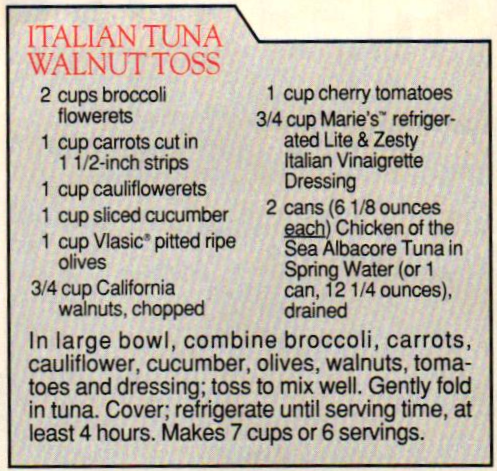 ITALIAN TUNA
WALNUT TOSS
2 cups broccoli
flowerets
1 cup carrots cut in
1 1/2-inch strips
1 cup cauliflowerets
1 cup sliced cucumber
1 cup Vlasic® pitted ripe
olives
3/4 cup California
walnuts, chopped
1 cup cherry tomatoes
3/4 cup Marie's™ refriger-
ated Lite & Zesty
Italian Vinaigrette
Dressing
2 cans (6 1/8 ounces
each) Chicken of the
Sea Albacore Tuna in
Spring Water (or 1
can, 12 1/4 ounces),
drained
In large bowl, combine broccoli, carrots,
cauliflower, cucumber, olives, walnuts, toma-
toes and dressing; toss to mix well. Gently fold
in tuna. Cover; refrigerate until serving time, at
least 4 hours. Makes 7 cups or 6 servings.